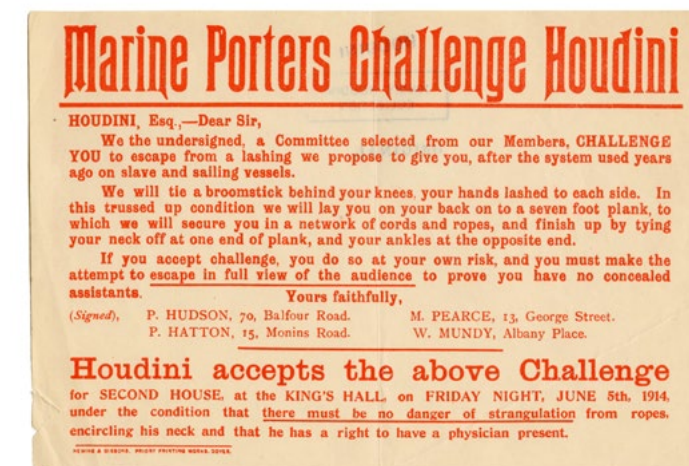 Marine Porters Challenge Houdini
HOUDINI, Esq.,—Dear Sir,
We the undersigned, a Committee selected from our Members, CHALLENGE
YOU to escape from a lashing we propose to give you, after the system used years
ago on slave and sailing vessels.
We will tie a broomstick behind your knees, your hands lashed to each side. In
this trussed up condition we will lay you on your back on to a seven foot plank, to
which we will secure you in a network of cords and ropes, and finish up by tying
your neck off at one end of plank, and your ankles at the opposite end.
If you accept challenge, you do so at your own risk, and you must make the
attempt to escape in full view of the audience to prove you have no concealed
assistants. Yours faithfully,
(Signed), P. HUDSON, 70, Balfour Road. M. PEARCE, 13, George Street.
P. HATTON, 15, Monins Road. W. MUNDY, Albany Place.
Houdini accepts the above Challenge
for SECOND HOUSE, at the KING'S HALL, on FRIDAY NIGHT, JUNE 5th, 1914,
under the condition that there must be no danger of strangulation from ropes,
encircling his neck and that he has a right to have a physician present.
PRIORY PRINTING WORKS, DOVER.